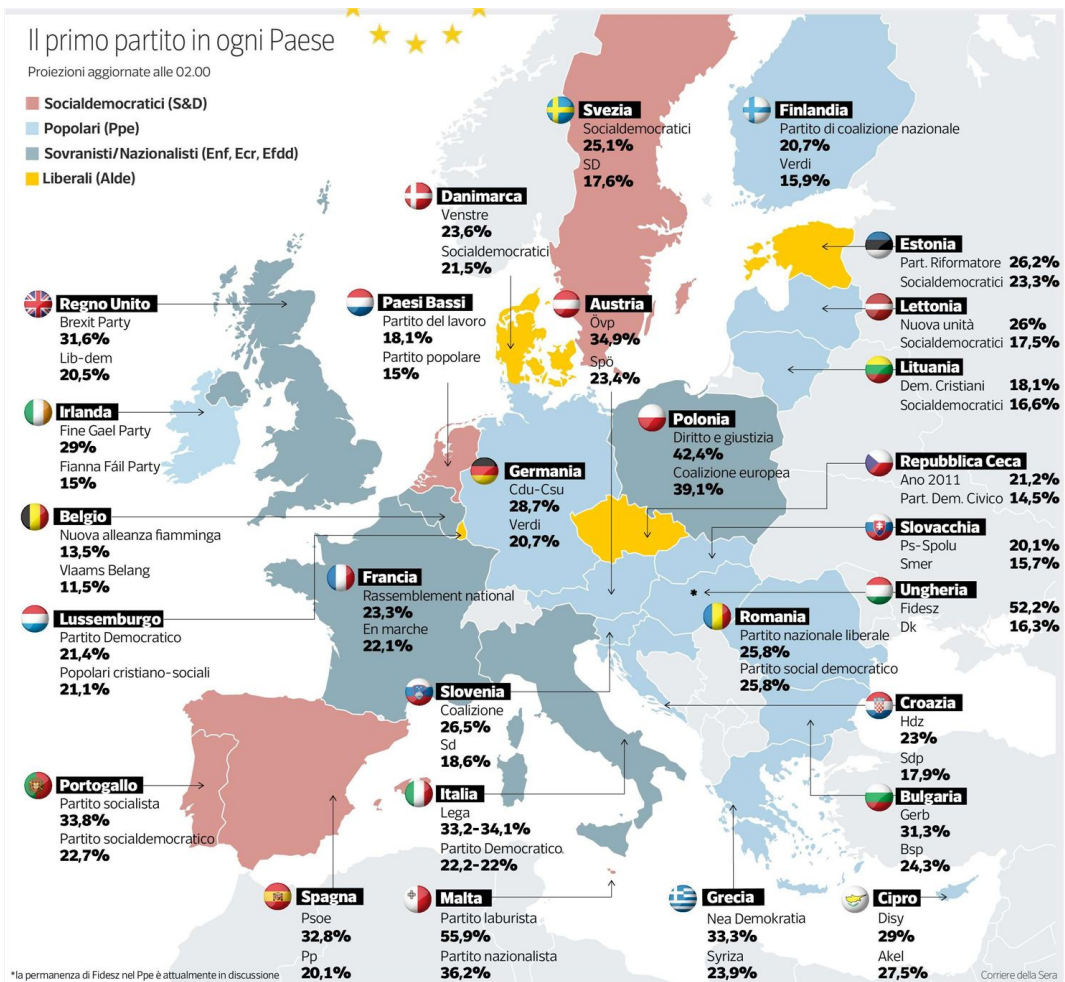 Il primo partito in ogni Paese
Proiezioni aggiornate alle 02.00
Socialdemocratici (S&D)
Popolari (Ppe)
Sovranisti/Nazionalisti (Enf, Ecr, Efdd)
Liberali (Alde)
Svezia
Socialdemocratici
25,1%
SD
17,6%
Finlandia
Partito di coalizione nazionale
20,7%
Verdi
15,9%
Danimarca
Venstre
23,6%
Socialdemocratici
21,5%
Estonia
Part. Riformatore 26,2%
Socialdemocratici 23,3%
Regno Unito
Brexit Party
31,6%
Lib-dem
20,5%
Paesi Bassi
Partito del lavoro
18,1%
Partito popolare
15%
Austria
Övp
34,9%
Spö
23,4%
Lettonia
Nuova unità 26%
Socialdemocratici 17,5%
Lituania
Dem. Cristiani 18,1%
Socialdemocratici 16,6%
Irlanda
Fine Gael Party
29%
Fianna Fáil Party
15%
Polonia
Diritto e giustizia
42,4%
Coalizione europea
39,1%
Germania
Cdu-Csu
28,7%
Verdi
20,7%
Repubblica Ceca
Ano 2011 21,2%
Part. Dem. Civico 14,5%
Belgio
Nuova alleanza fiamminga
13,5%
Vlaams Belang
11,5%
Slovacchia
Ps-Spolu 20,1%
Smer 15,7%
Francia
Rassemblement national
23,3%
En marche
22,1%
Ungheria
Fidesz 52,2%
Dk 16,3%
*
Lussemburgo
Partito Democratico
21,4%
Popolari cristiano-sociali
21,1%
Romania
Partito nazionale liberale
25,8%
Partito social democratico
25,8%
Slovenia
Coalizione
26,5%
Sd
18,6%
Croazia
Hdz
23%
Sdp
17,9%
Portogallo
Partito socialista
33,8%
Partito socialdemocratico
22,7%
Italia
Lega
33,2-34,1%
Partito Democratico.
22,2-22%
Bulgaria
Gerb
31,3%
Bsp
24,3%
Spagna
Psoe
32,8%
Pp
20,1%
Malta
Partito laburista
55,9%
Partito nazionalista
36,2%
Grecia
Nea Demokratia
33,3%
Syriza
23,9%
Cipro
Disy
29%
Akel
27,5%
*la permanenza di Fidesz nel Ppe è attualmente in discussione
Corriere della Sera